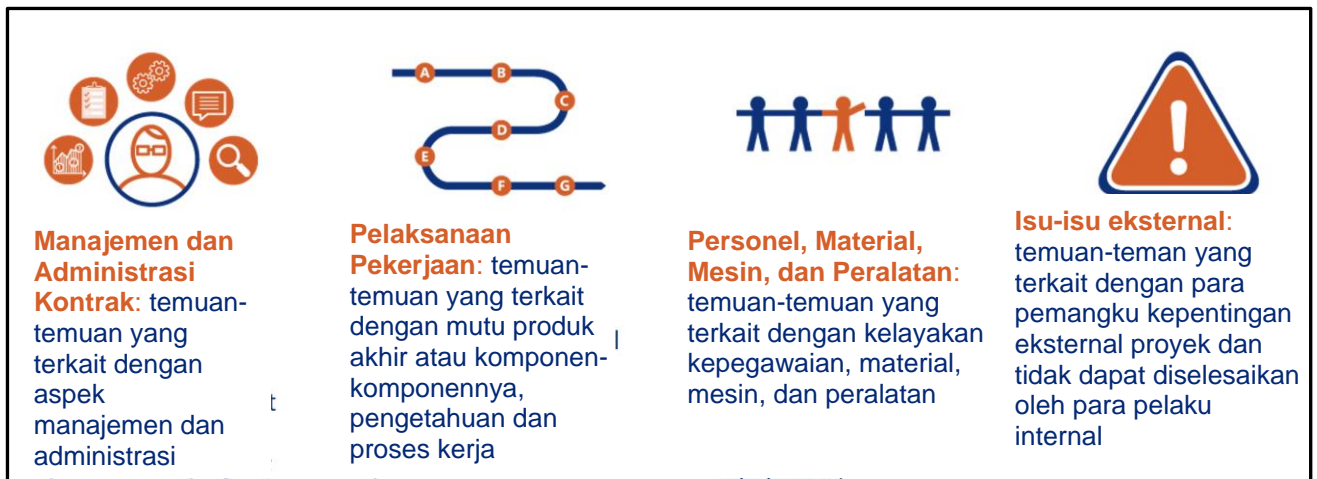 A
B
C
D
E
F
G
Manajemen dan
Administrasi
Kontrak: temuan-
temuan yang
terkait dengan
aspek
manajemen dan
administrasi
Pelaksanaan
Pekerjaan: temuan-
temuan yang terkait
dengan mutu produk
akhir atau komponen-
komponennya,
pengetahuan dan
proses kerja
Personel, Material,
Mesin, dan Peralatan:
temuan-temuan yang
terkait dengan kelayakan
kepegawaian, material,
mesin, dan peralatan
Isu-isu eksternal:
temuan-teman yang
terkait dengan para
pemangku kepentingan
eksternal proyek dan
tidak dapat diselesaikan
oleh para pelaku
internal